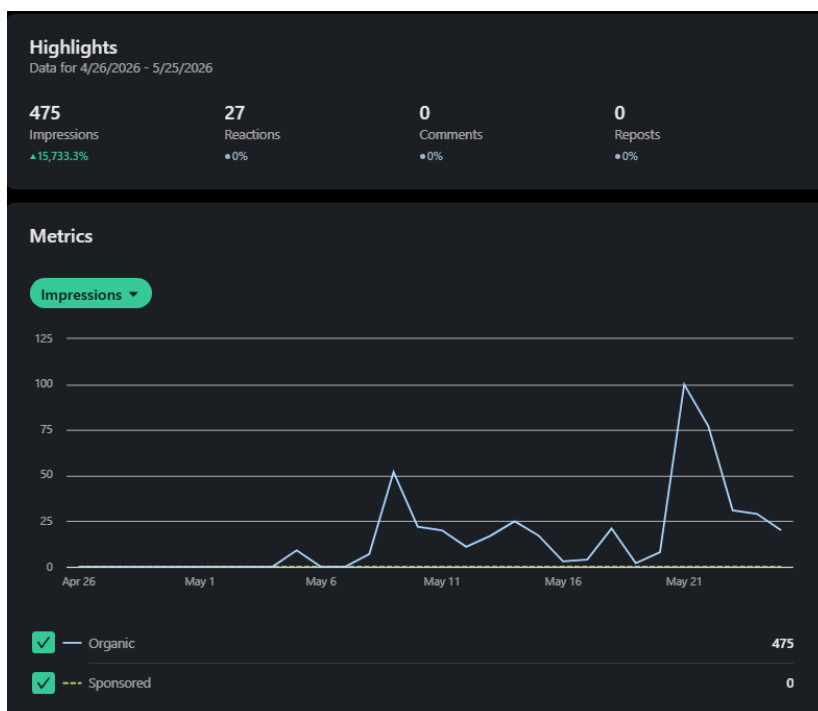 Highlights
Data for 4/26/2026 - 5/25/2026
475 27 0 0
Impressions Reactions Comments Reposts
▲15,733.3% •0% •0% •0%
Metrics
Impressions
125
100
75
50
25
0
Apr 26 May 1 May 6 May 11 May 16 May 21
Organic 475
Sponsored 0